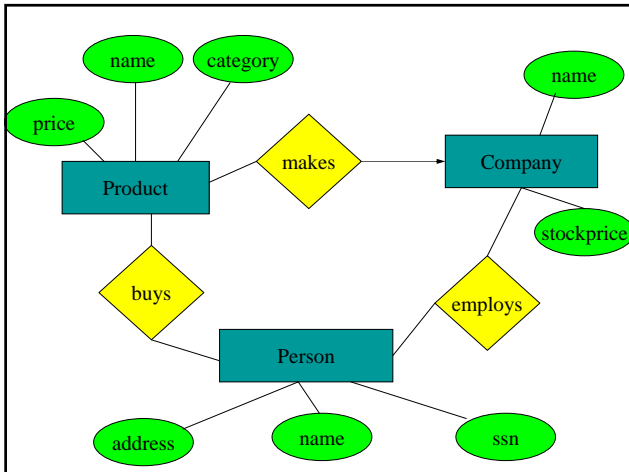 name
category
name
price
makes
Company
Product
stockprice
buys
employs
Person
address
name
ssn